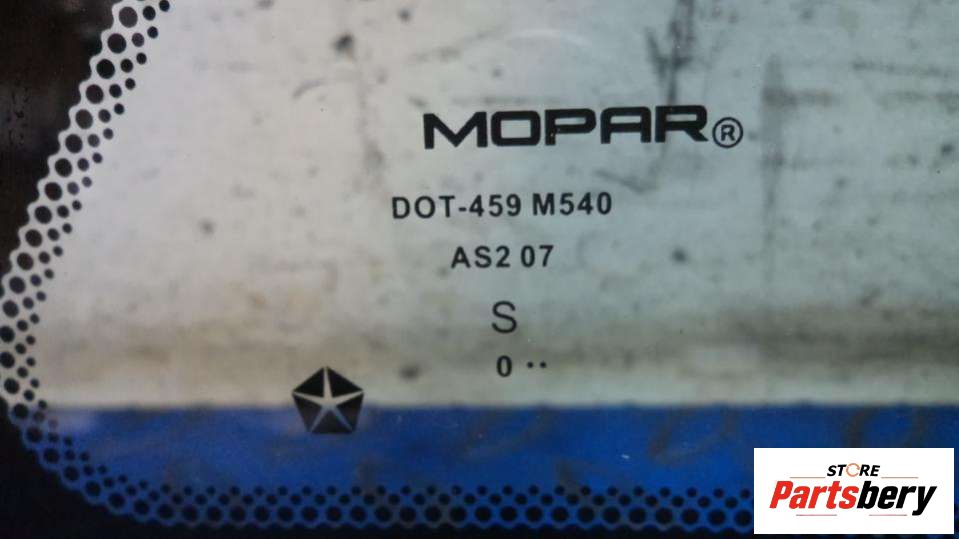 MOPAR®
DOT-459 M540
AS2 07
S
0 ··
STORE
Partsbery